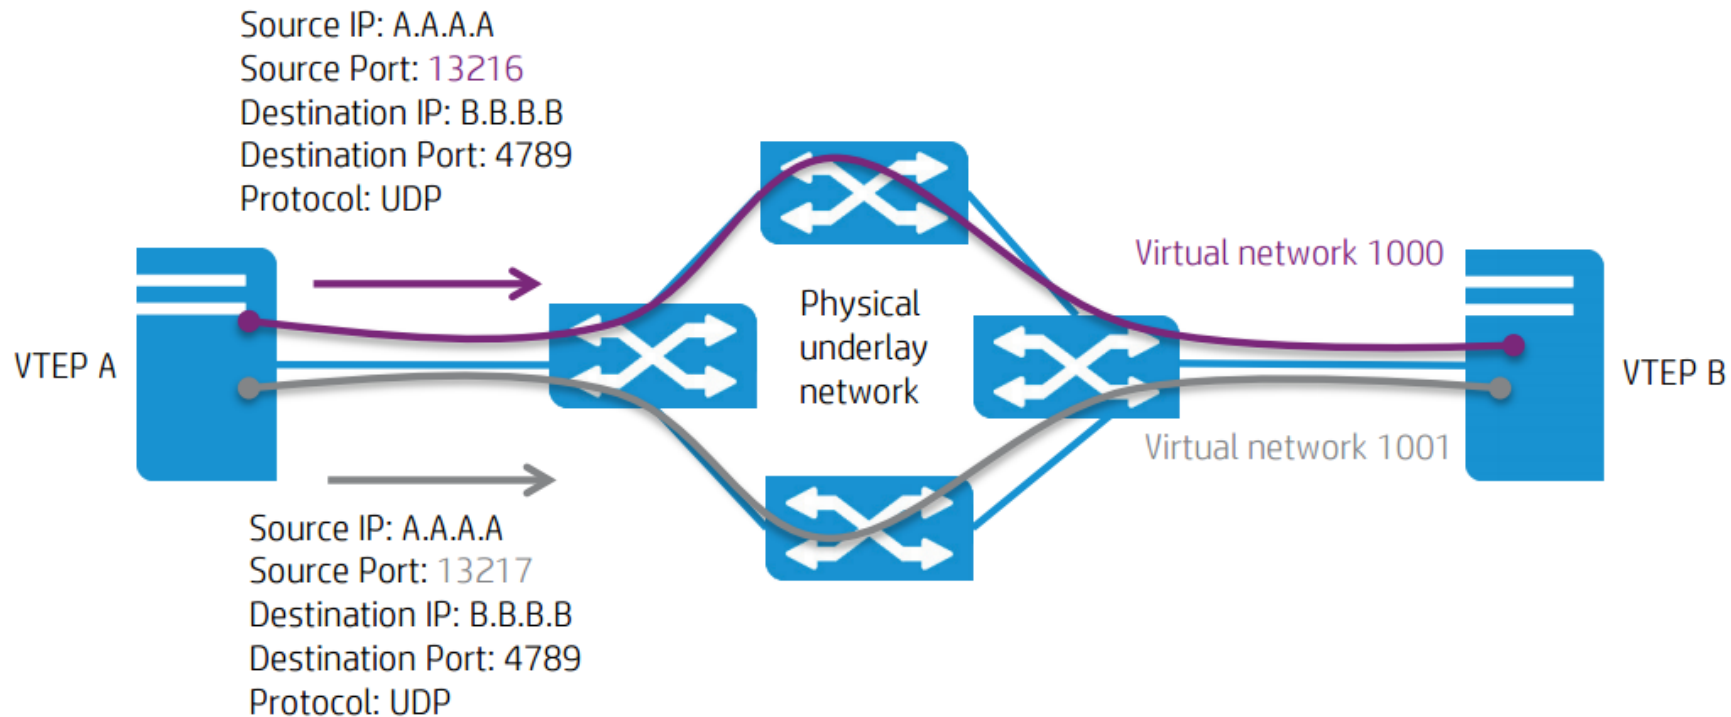 Source IP: A.A.A.A
Source Port: 13216
Destination IP: B.B.B.B
Destination Port: 4789
Protocol: UDP
Virtual network 1000
Physical
underlay
network
VTEP A
VTEP B
Virtual network 1001
Source IP: A.A.A.A
Source Port: 13217
Destination IP: B.B.B.B
Destination Port: 4789
Protocol: UDP